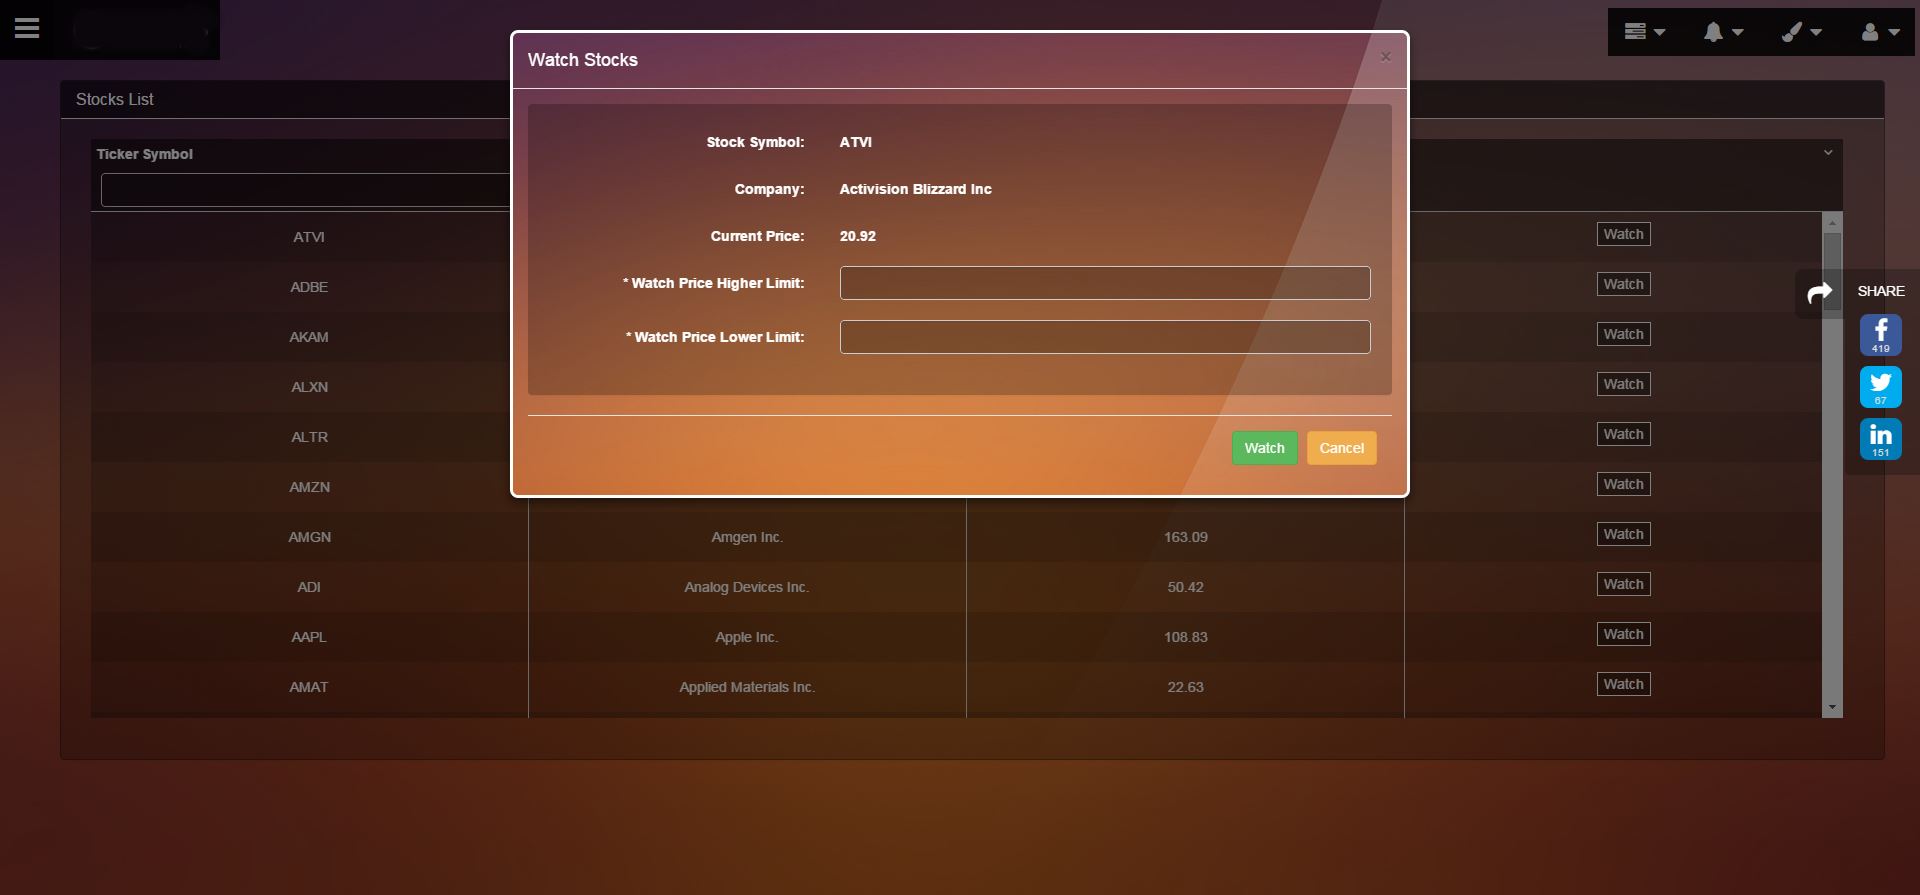 Watch Stocks
×
Stocks List
Stock Symbol: ATVI
Ticker Symbol
Company: Activision Blizzard Inc
Current Price: 20.92
* Watch Price Higher Limit:
* Watch Price Lower Limit:
Watch Cancel
ATVI Watch
ADBE Watch
SHARE
AKAM Watch
419
ALXN Watch
67
ALTR Watch
in
151
AMZN Watch
AMGN Amgen Inc. 163.09 Watch
ADI Analog Devices Inc. 50.42 Watch
AAPL Apple Inc. 108.83 Watch
AMAT Applied Materials Inc. 22.63 Watch